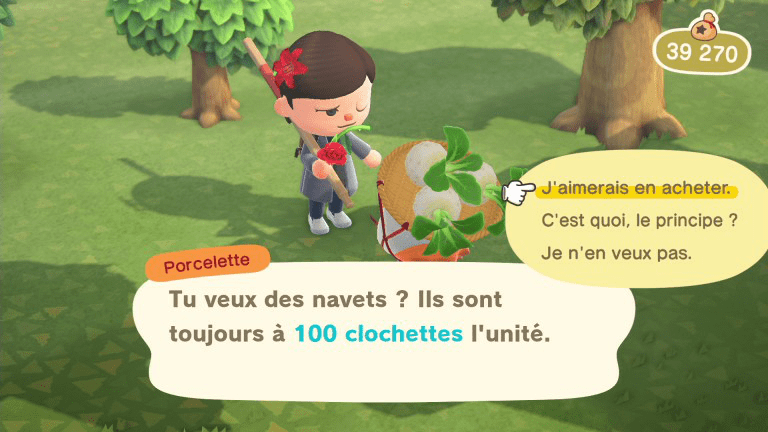 39 270
J'aimerais en acheter.
C'est quoi, le principe ?
Je n'en veux pas.
Porcelette
Tu veux des navets ? Ils sont
toujours à 100 clochettes l'unité.